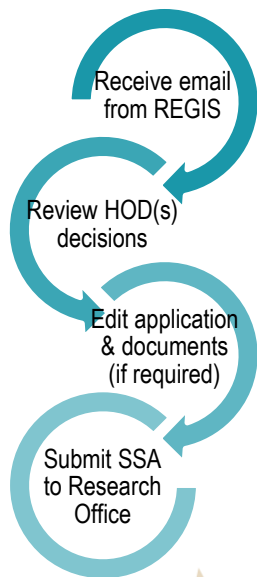 Receive email
from REGIS
Review HOD(s)
decisions
Edit application
& documents
(if required)
Submit SSA
to Research
Office